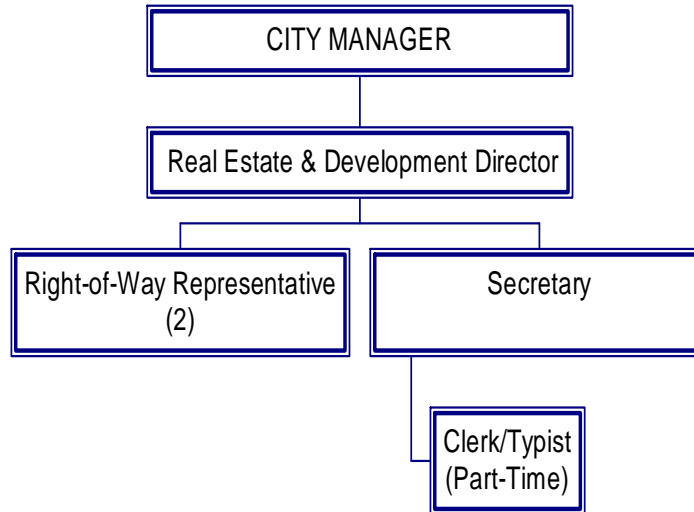 CITY MANAGER
Real Estate & Development Director
Right-of-Way Representative
(2)
Secretary
Clerk/Typist
(Part-Time)